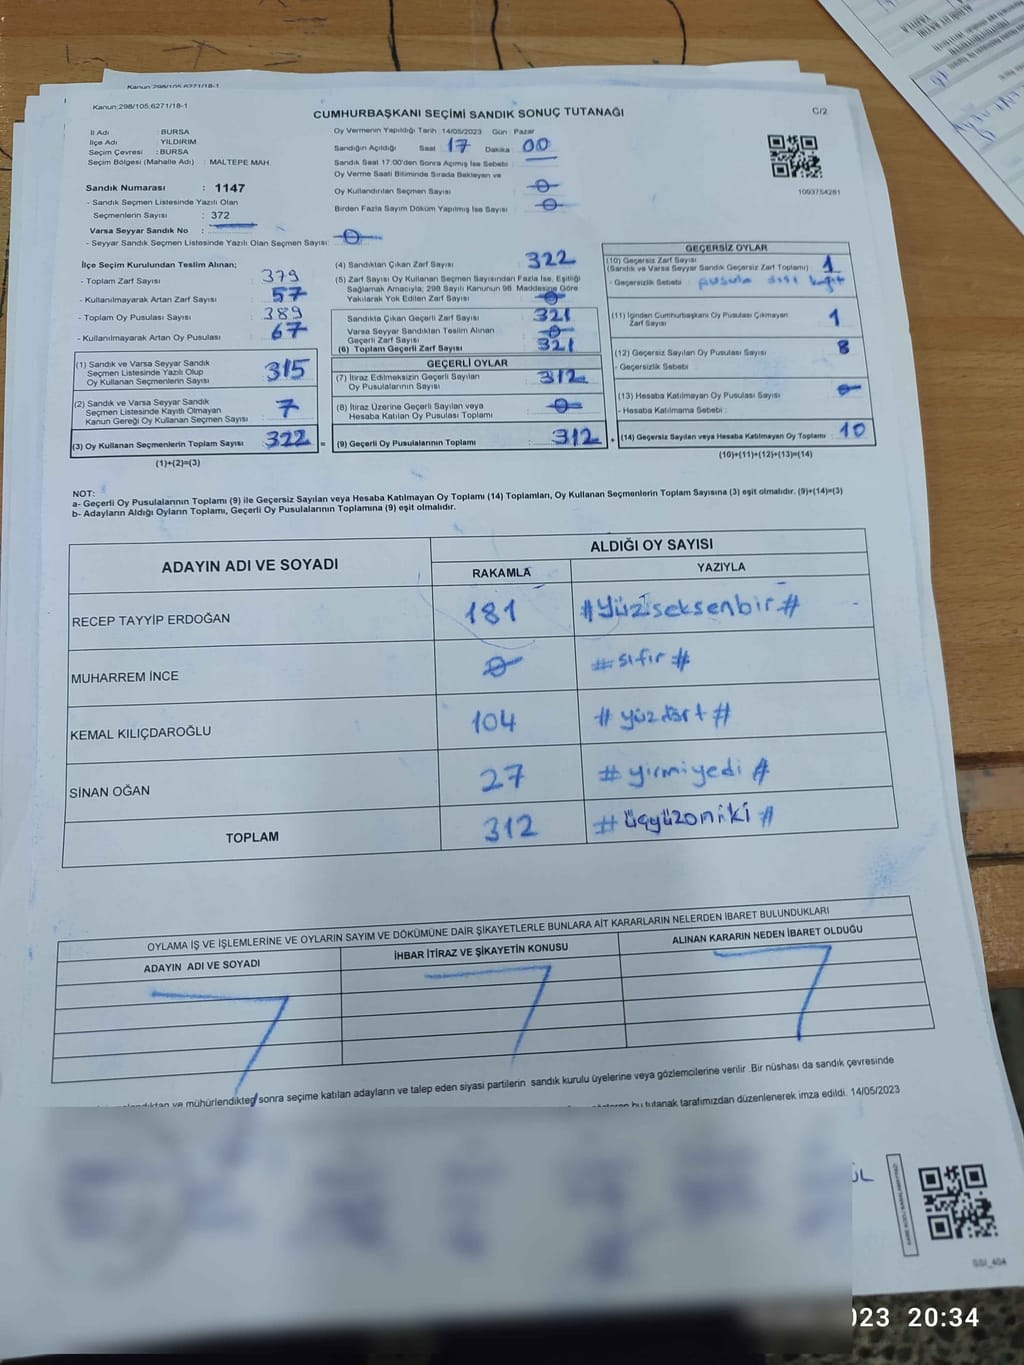 Kanun:298/105;6271/18-1
Kanun:298/105;6271/18-1
CUMHURBAŞKANI SEÇİMİ SANDIK SONUÇ TUTANAĞI
C/2
İl Adı : BURSA
İlçe Adı : YILDIRIM
Seçim Çevresi : BURSA
Seçim Bölgesi (Mahalle Adı) : MALTEPE MAH.
Sandık Numarası : 1147
- Sandık Seçmen Listesinde Yazılı Olan
Seçmenlerin Sayısı : 372
Varsa Seyyar Sandık No :
- Seyyar Sandık Seçmen Listesinde Yazılı Olan Seçmen Sayısı: 0
Oy Vermenin Yapıldığı Tarih 14/05/2023 Gün : Pazar
Sandığın Açıldığı Saat 17 Dakika : 00
Sandık Saat 17:00'den Sonra Açımış İse Sebebi :
Oy Verme Saati Bitiminde Sırada Bekleyen ve
Oy Kullandırılan Seçmen Sayısı : 0
Birden Fazla Sayım Döküm Yapılmış İse Sayısı : 0
1093754281
İlçe Seçim Kurulundan Teslim Alınan;
- Toplam Zarf Sayısı : 379
- Kullanılmayarak Artan Zarf Sayısı : 57
- Toplam Oy Pusulası Sayısı : 389
- Kullanılmayarak Artan Oy Pusulası : 67
(1) Sandık ve Varsa Seyyar Sandık
Seçmen Listesinde Yazılı Olup
Oy Kullanan Seçmenlerin Sayısı : 315
(2) Sandık ve Varsa Seyyar Sandık
Seçmen Listesinde Kayıtlı Olmayan
Kanun Gereği Oy Kullanan Seçmen Sayısı : 7
(3) Oy Kullanan Seçmenlerin Toplam Sayısı : 322 =
(1)+(2)=(3)
(4) Sandıktan Çıkan Zarf Sayısı : 322
(5) Zarf Sayısı Oy Kullanan Seçmen Sayısından Fazla İse, Eşitliği
Sağlamak Amacıyla, 298 Sayılı Kanunun 98. Maddesine Göre
Yakılarak Yok Edilen Zarf Sayısı : 0
Sandıkla Çıkan Geçerli Zarf Sayısı : 321
Varsa Seyyar Sandıktan Teslim Alınan
Geçerli Zarf Sayısı : 0
(6) Toplam Geçerli Zarf Sayısı : 321
GEÇERLİ OYLAR
(7) İtiraz Edilmeksizin Geçerli Sayılan
Oy Pusulalarının Sayısı : 312
(8) İtiraz Üzerine Geçerli Sayılan veya
Hesaba Katılan Oy Pusulası Toplamı : 0
(9) Geçerli Oy Pusulalarının Toplamı : 312 +
GEÇERSİZ OYLAR
(10) Geçersiz Zarf Sayısı
(Sandık ve Varsa Seyyar Sandık Geçersiz Zarf Toplamı) : 1
- Geçersizlik Sebebi : pusula dışı kağıt
(11) İçinden Cumhurbaşkanı Oy Pusulası Çıkmayan
Zarf Sayısı : 1
(12) Geçersiz Sayılan Oy Pusulası Sayısı : 8
- Geçersizlik Sebebi :
(13) Hesaba Katılmayan Oy Pusulası Sayısı : 0
- Hesaba Katılmama Sebebi :
(14) Geçersiz Sayılan veya Hesaba Katılmayan Oy Toplamı : 10
(10)+(11)+(12)+(13)=(14)
NOT:
a- Geçerli Oy Pusulalarının Toplamı (9) ile Geçersiz Sayılan veya Hesaba Katılmayan Oy Toplamı (14) Toplamları, Oy Kullanan Seçmenlerin Toplam Sayısına (3) eşit olmalıdır. (9)+(14)=(3)
b- Adayların Aldığı Oyların Toplamı, Geçerli Oy Pusulalarının Toplamına (9) eşit olmalıdır.
ADAYIN ADI VE SOYADI
ALDIĞI OY SAYISI
RAKAMLA YAZIYLA
RECEP TAYYİP ERDOĞAN 181 #Yüzseksenbir#
MUHARREM İNCE 0 #sıfır#
KEMAL KILIÇDAROĞLU 104 #yüzdört#
SİNAN OĞAN 27 #yirmiyedi#
TOPLAM 312 #üçyüzoniki#
OYLAMA İŞ VE İŞLEMLERİNE VE OYLARIN SAYIM VE DÖKÜMÜNE DAİR ŞİKAYETLERLE BUNLARA AİT KARARLARIN NELERDEN İBARET BULUNDUKLARI
ADAYIN ADI VE SOYADI İHBAR İTİRAZ VE ŞİKAYETİN KONUSU ALINAN KARARIN NEDEN İBARET OLDUĞU
ve mühürlendikten sonra seçime katılan adayların ve talep eden siyasi partilerin sandık kurulu üyelerine veya gözlemcilerine verilir .Bir nüshası da sandık çevresinde
bu tutanak tarafımızdan düzenlenerek imza edildi. 14/05/2023
SSI_404
023 20:34